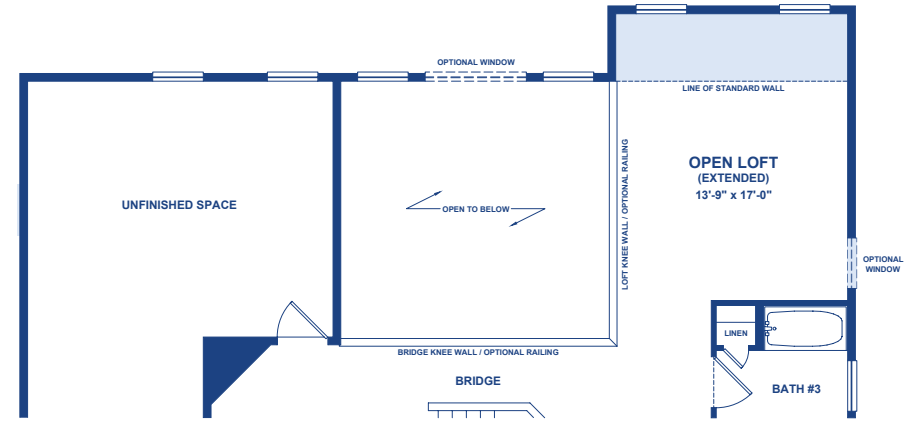 OPTIONAL WINDOW
LINE OF STANDARD WALL
OPEN LOFT
(EXTENDED)
13'-9" x 17'-0"
UNFINISHED SPACE
OPEN TO BELOW
LOFT KNEE WALL / OPTIONAL RAILING
OPTIONAL
WINDOW
LINEN
BRIDGE KNEE WALL / OPTIONAL RAILING
BRIDGE
BATH #3